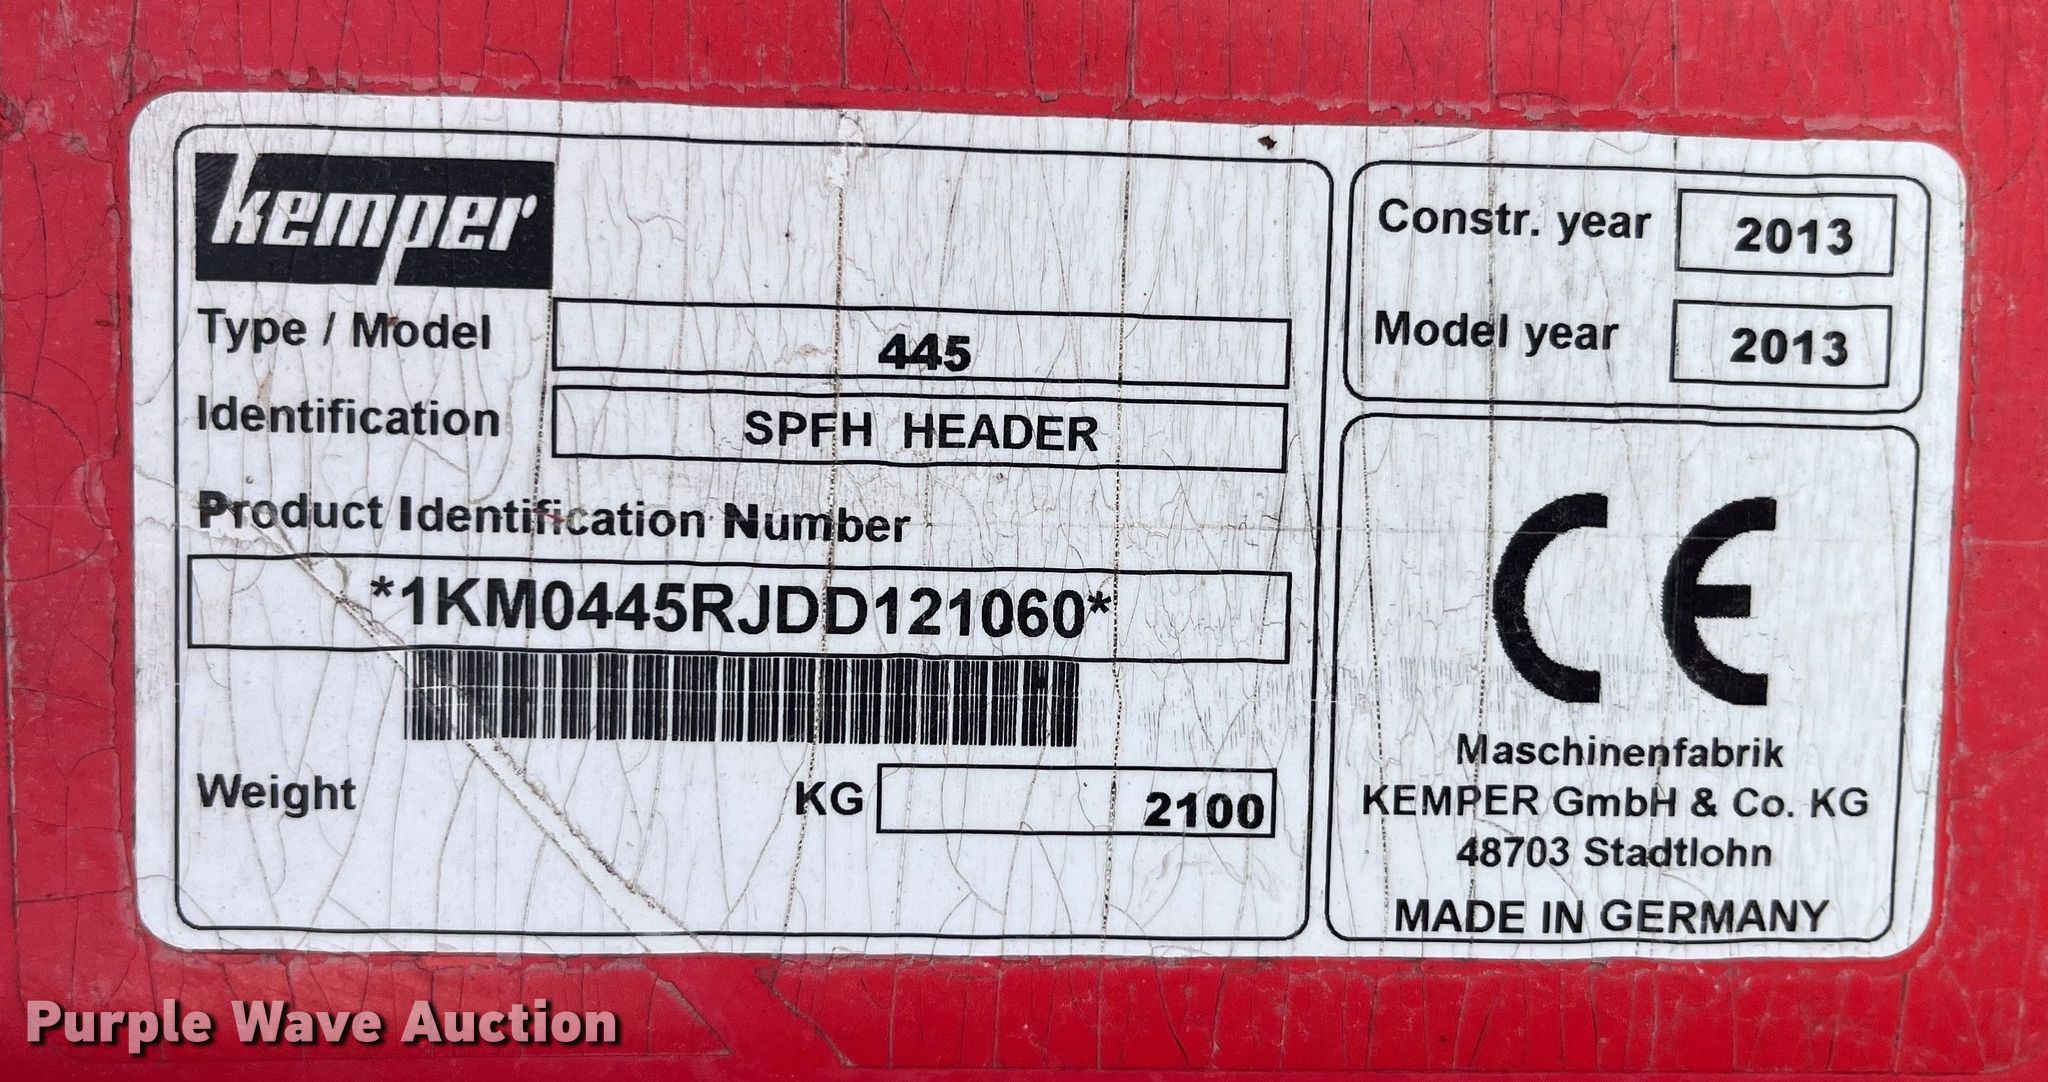 kemper
Type / Model 445
Identification SPFH HEADER
Product Identification Number
*1KM0445RJDD121060*
Weight KG 2100
Constr. year 2013
Model year 2013
CE
Maschinenfabrik
KEMPER GmbH & Co. KG
48703 Stadtlohn
MADE IN GERMANY
Purple Wave Auction